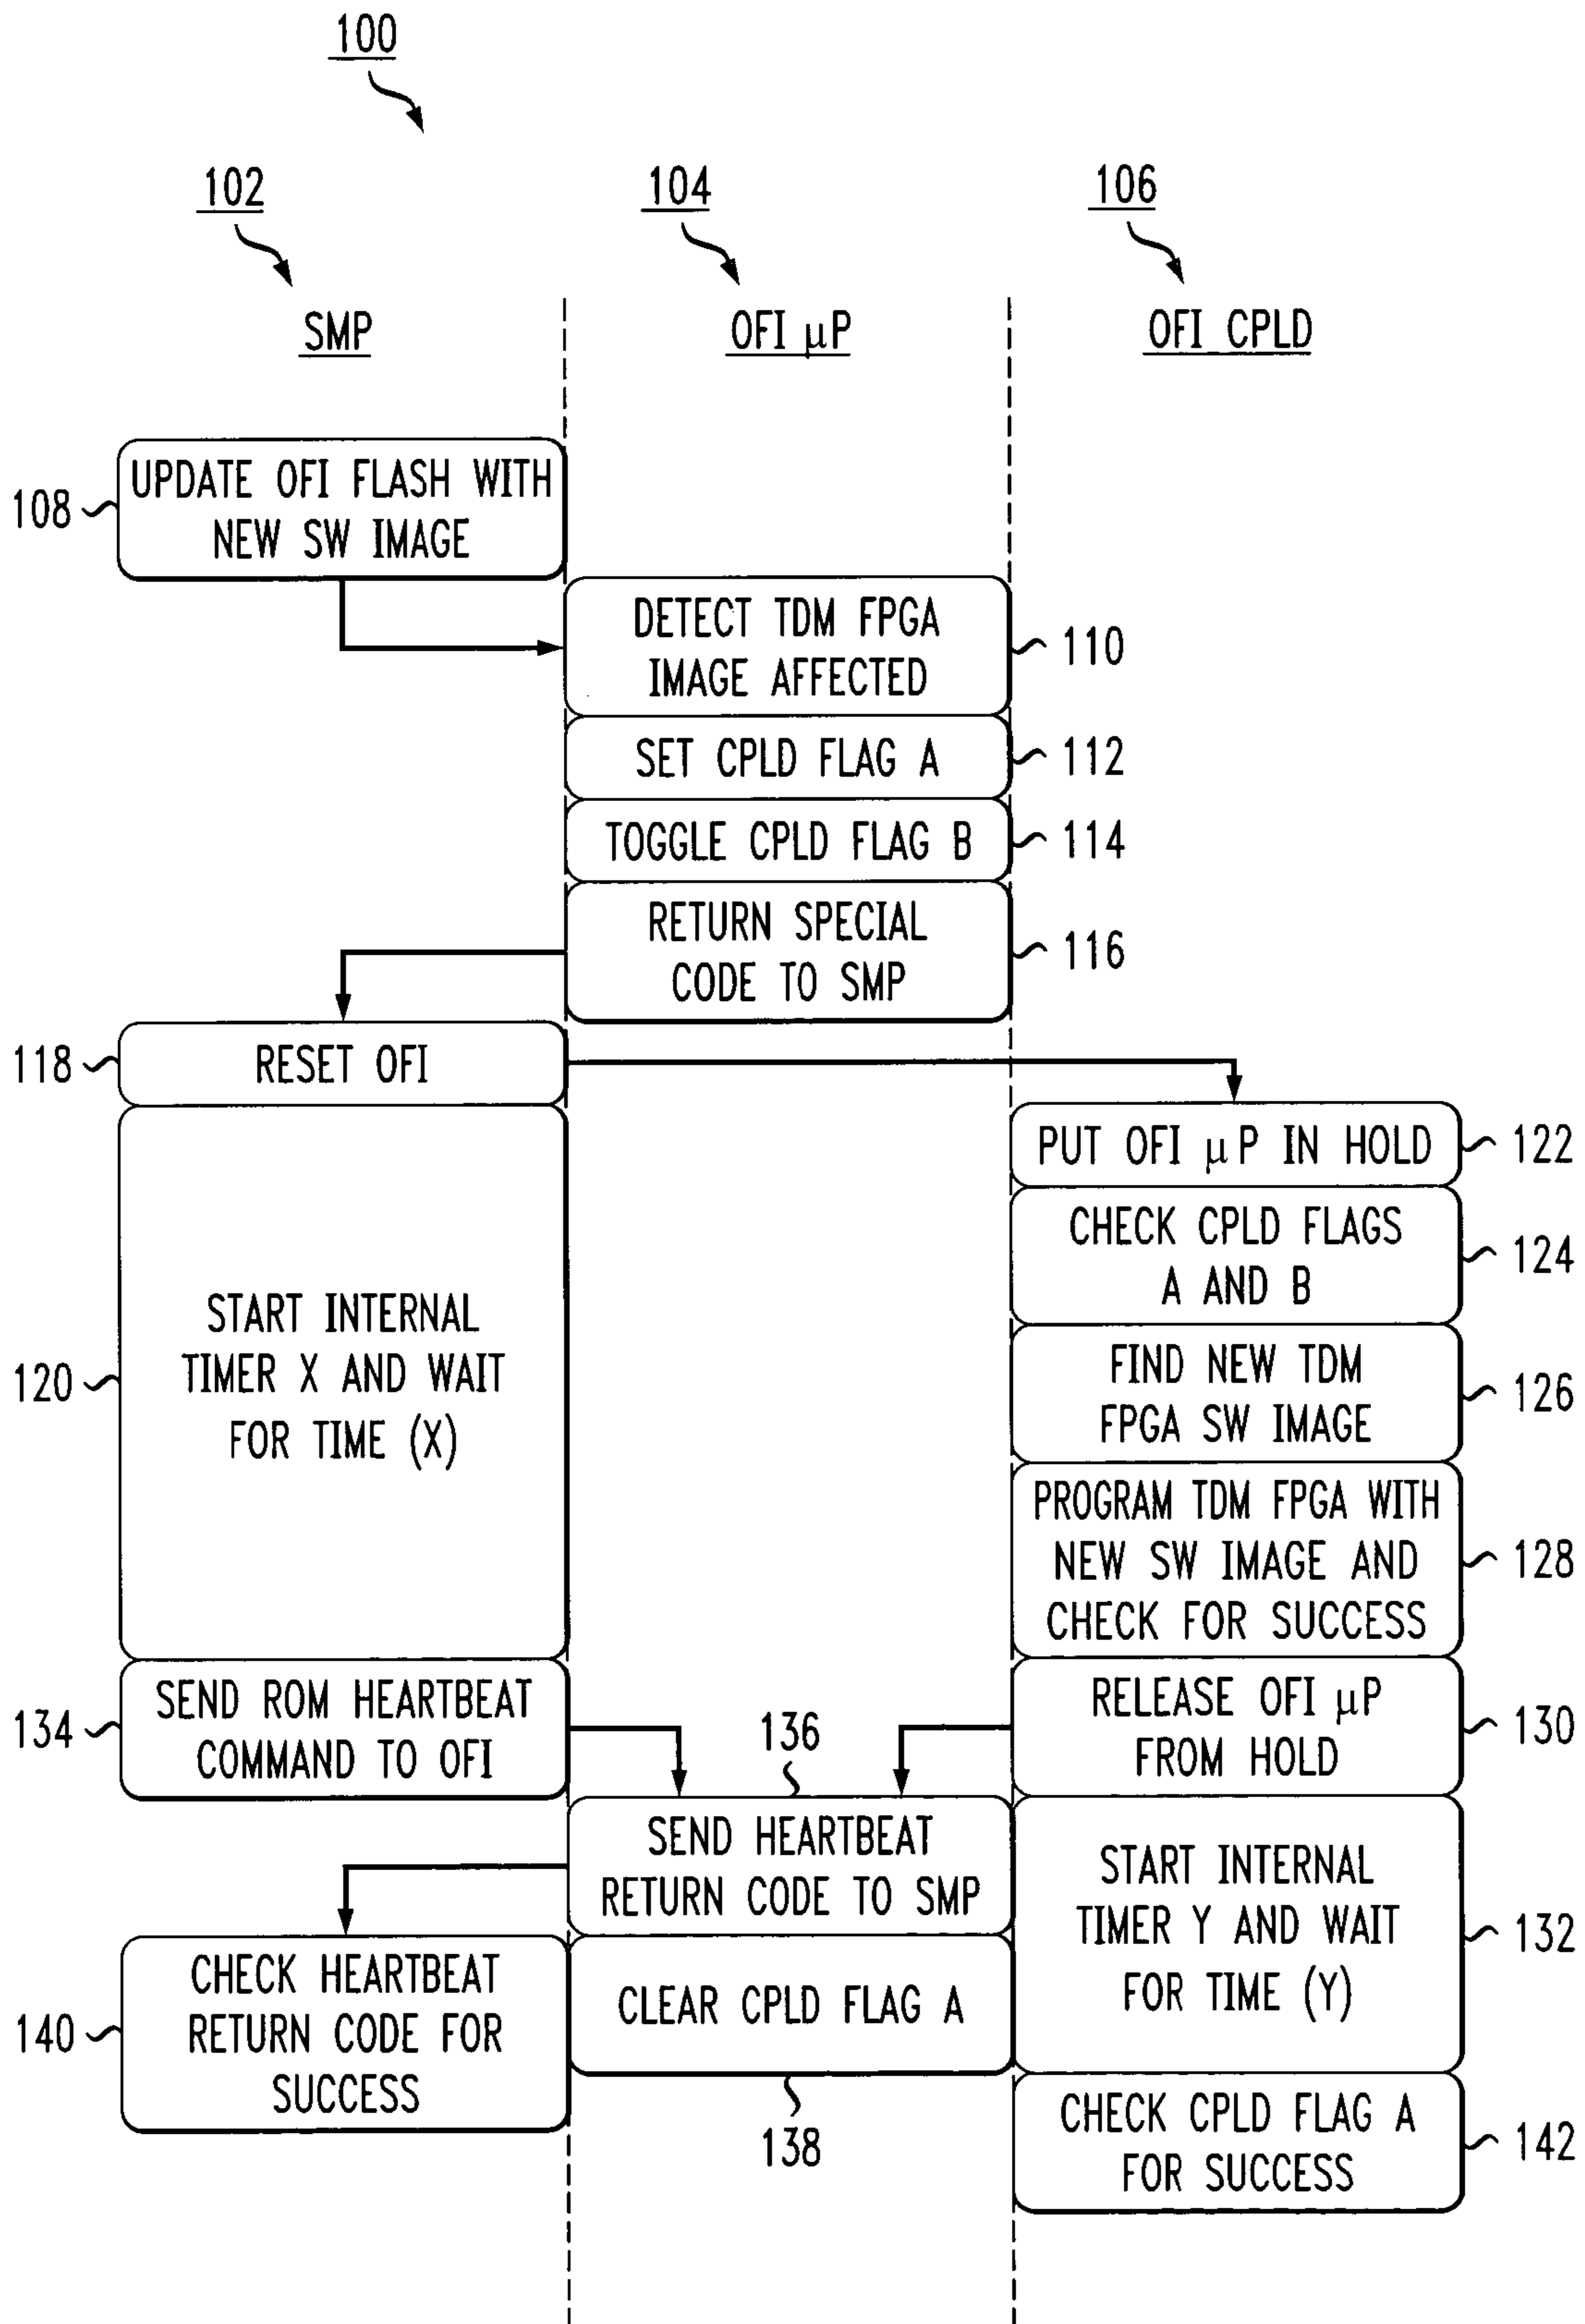 100
102
104
106
SMP
OFI μP
OFI CPLD
108
UPDATE OFI FLASH WITH
NEW SW IMAGE
DETECT TDM FPGA
IMAGE AFFECTED
110
SET CPLD FLAG A
112
TOGGLE CPLD FLAG B
114
RETURN SPECIAL
CODE TO SMP
116
118
RESET OFI
PUT OFI μP IN HOLD
122
CHECK CPLD FLAGS
A AND B
124
120
START INTERNAL
TIMER X AND WAIT
FOR TIME (X)
FIND NEW TDM
FPGA SW IMAGE
126
PROGRAM TDM FPGA WITH
NEW SW IMAGE AND
CHECK FOR SUCCESS
128
134
SEND ROM HEARTBEAT
COMMAND TO OFI
RELEASE OFI μP
FROM HOLD
130
136
SEND HEARTBEAT
RETURN CODE TO SMP
START INTERNAL
TIMER Y AND WAIT
FOR TIME (Y)
132
140
CHECK HEARTBEAT
RETURN CODE FOR
SUCCESS
CLEAR CPLD FLAG A
138
CHECK CPLD FLAG A
FOR SUCCESS
142